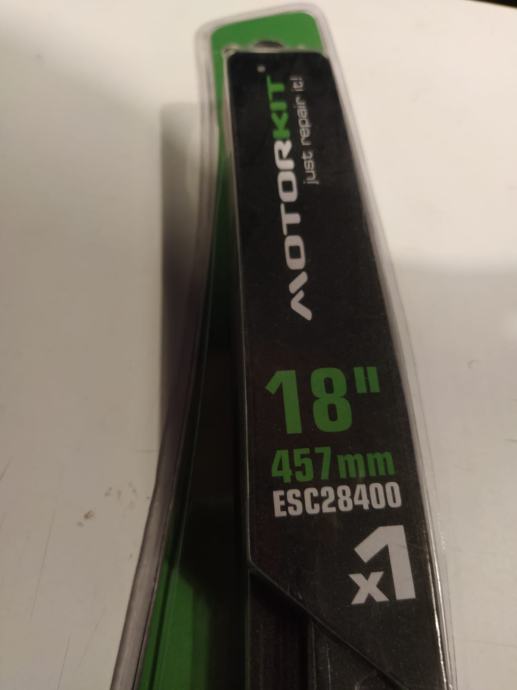 MOTORKIT
just repair it!
18"
457mm
ESC28400
x1